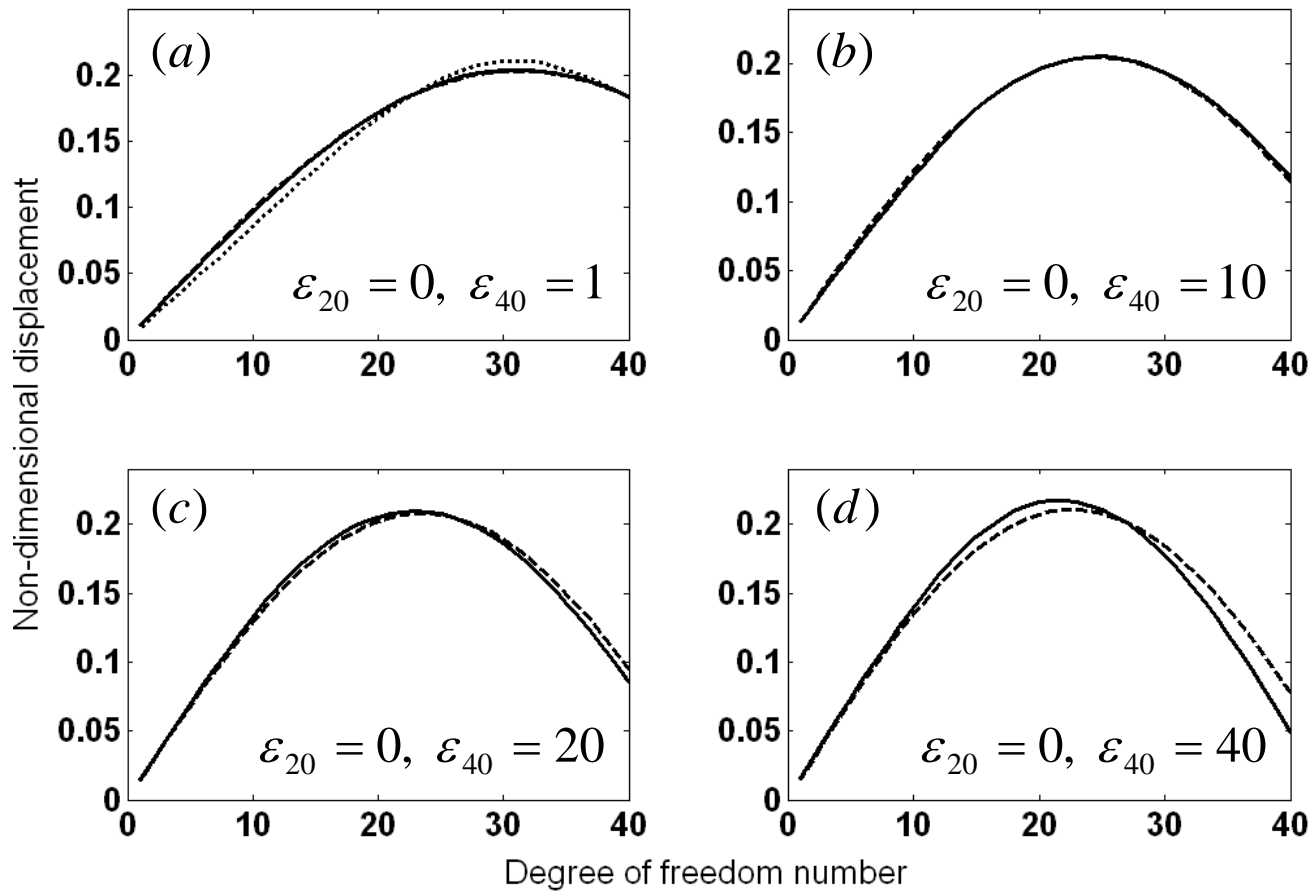 (a)
0.2
0.15
0.1
0.05
0
ε20 = 0, ε40 = 1
0 10 20 30 40
(b)
0.2
0.15
0.1
0.05
0
ε20 = 0, ε40 = 10
0 10 20 30 40
Non-dimensional displacement
(c)
0.2
0.15
0.1
0.05
0
ε20 = 0, ε40 = 20
0 10 20 30 40
(d)
0.2
0.15
0.1
0.05
0
ε20 = 0, ε40 = 40
0 10 20 30 40
Degree of freedom number